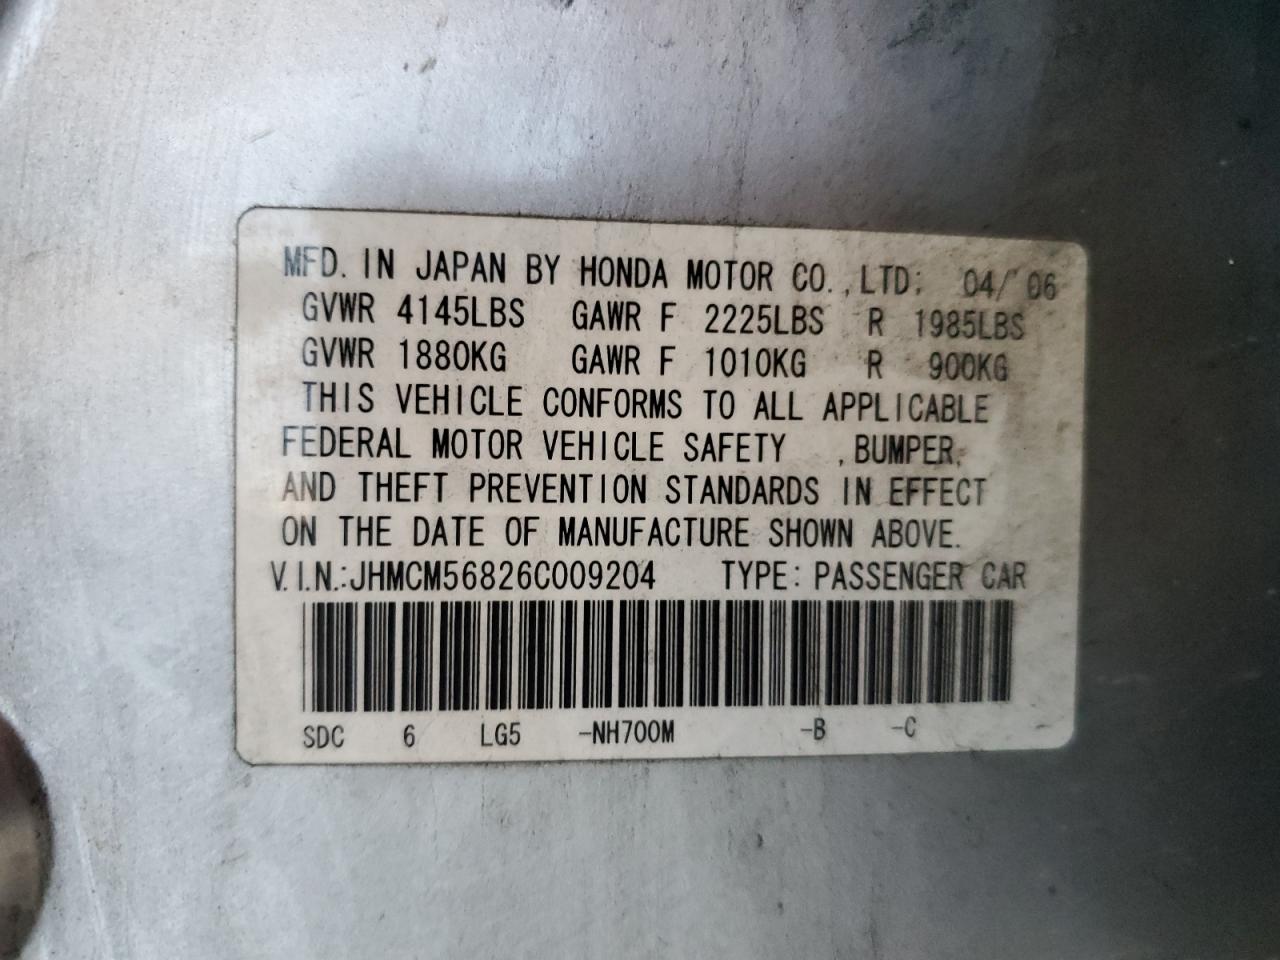 MFD. IN JAPAN BY HONDA MOTOR CO., LTD; 04/ 06
GVWR 4145LBS GAWR F 2225LBS R 1985LBS
GVWR 1880KG GAWR F 1010KG R 900KG
THIS VEHICLE CONFORMS TO ALL APPLICABLE
FEDERAL MOTOR VEHICLE SAFETY , BUMPER,
AND THEFT PREVENTION STANDARDS IN EFFECT
ON THE DATE OF MANUFACTURE SHOWN ABOVE.
V.I.N.:JHMCM56826C009204 TYPE: PASSENGER CAR
SDC 6 LG5 -NH700M -B -C